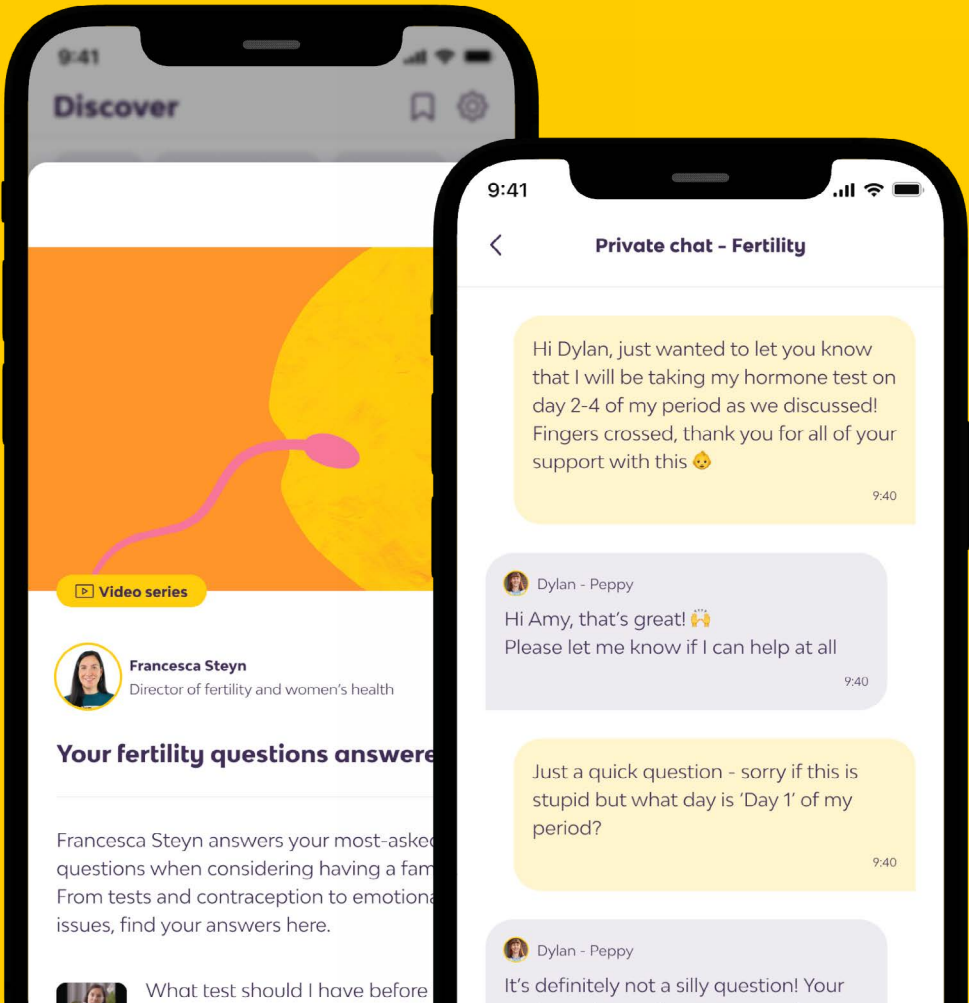 9:41
Discover
Video series
Francesca Steyn
Director of fertility and women's health
Your fertility questions answere
Francesca Steyn answers your most-asked
questions when considering having a fam
From tests and contraception to emotiona
issues, find your answers here.
What test should I have before
9:41
Private chat - Fertility
Hi Dylan, just wanted to let you know
that I will be taking my hormone test on
day 2-4 of my period as we discussed!
Fingers crossed, thank you for all of your
support with this 👶
9:40
Dylan - Peppy
Hi Amy, that's great! 🙌
Please let me know if I can help at all
9:40
Just a quick question - sorry if this is
stupid but what day is 'Day 1' of my
period?
9:40
Dylan - Peppy
It's definitely not a silly question! Your